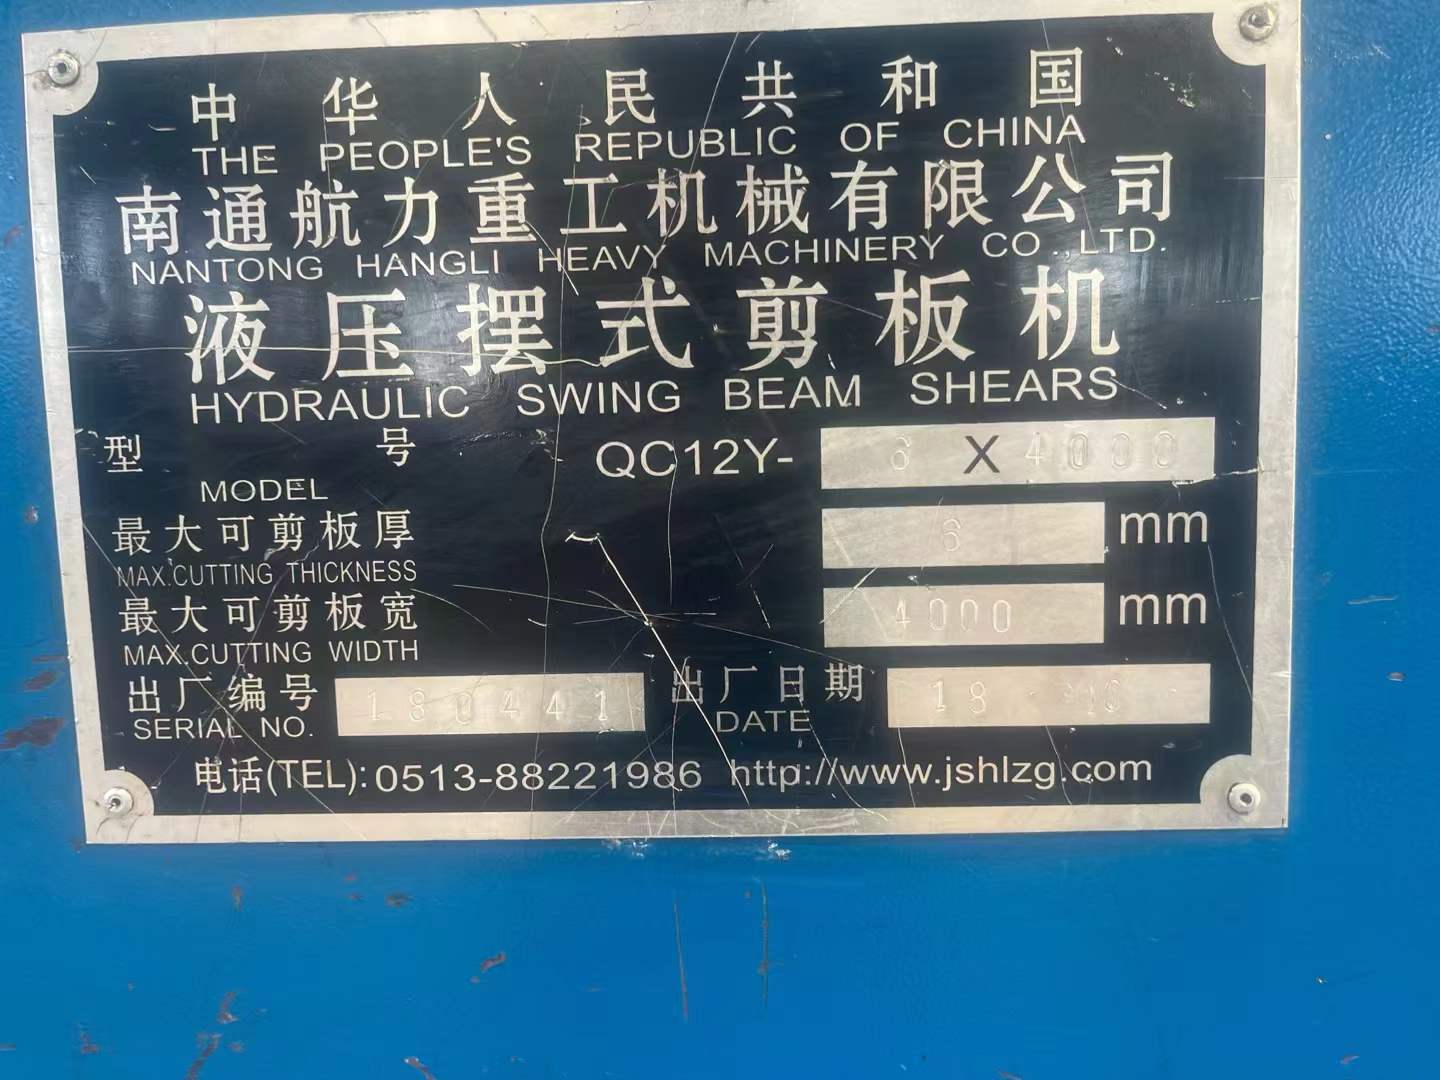 中华人民共和国
THE PEOPLE'S REPUBLIC OF CHINA
南通航力重工机械有限公司
NANTONG HANGLI HEAVY MACHINERY CO.,LTD.
液压摆式剪板机
HYDRAULIC SWING BEAM SHEARS
型号 QC12Y- 6 X 4000
MODEL
最大可剪板厚 6 mm
MAX.CUTTING THICKNESS
最大可剪板宽 4000 mm
MAX.CUTTING WIDTH
出厂编号 180441 出厂日期 18 10
SERIAL NO. DATE
电话(TEL):0513-88221986 http://www.jshlzg.com